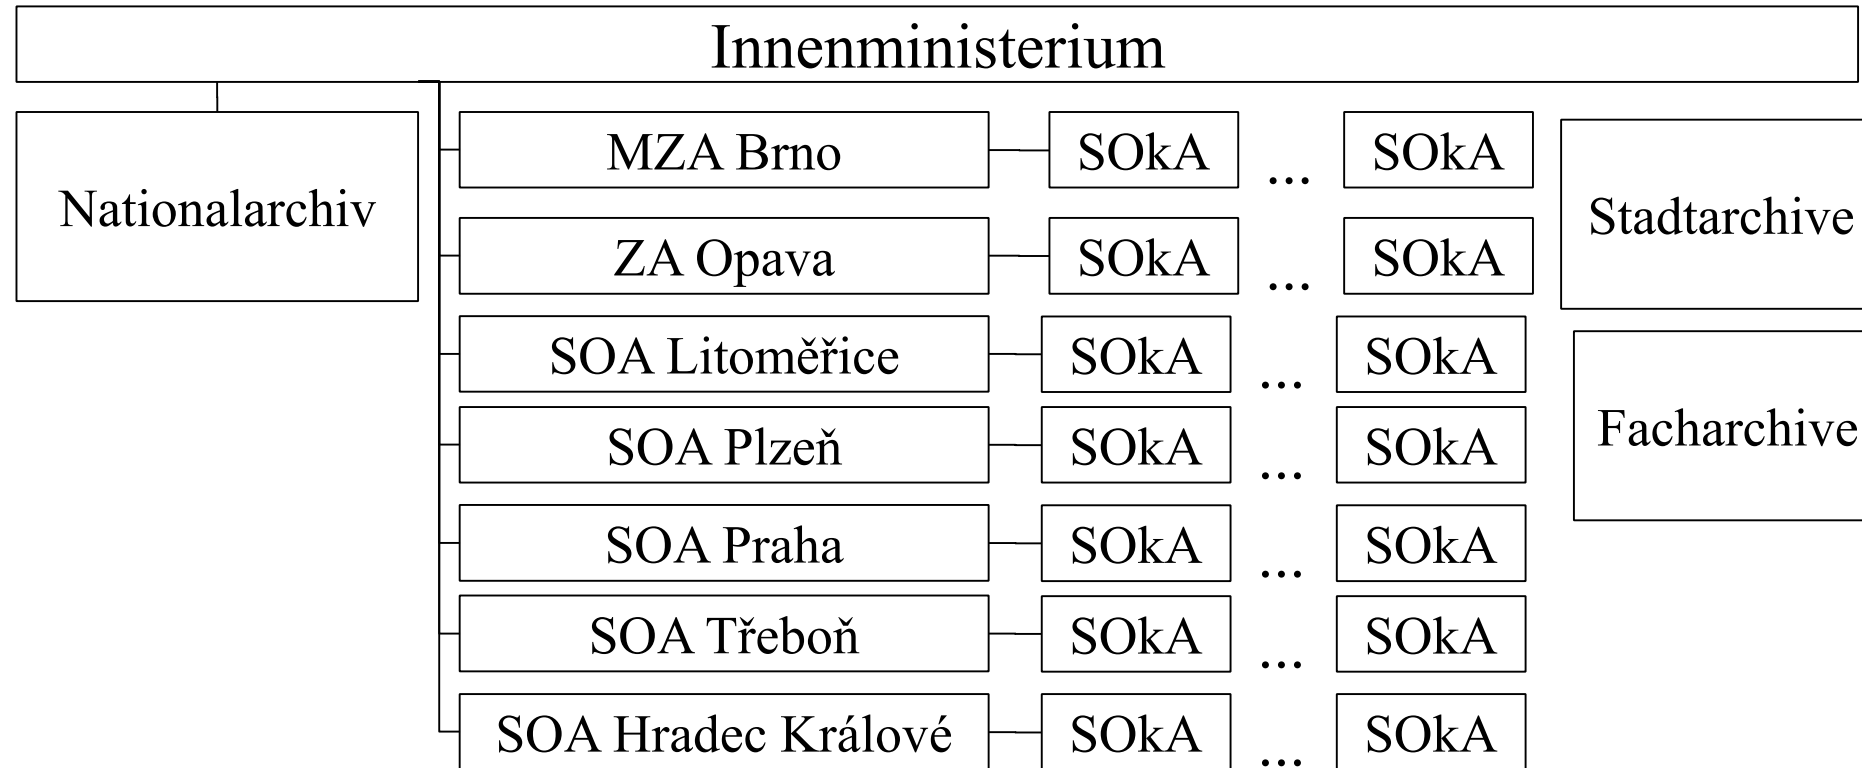 Innenministerium
Nationalarchiv
MZA Brno SOkA ... SOkA
ZA Opava SOkA ... SOkA
SOA Litoměřice SOkA ... SOkA
SOA Plzeň SOkA ... SOkA
SOA Praha SOkA ... SOkA
SOA Třeboň SOkA ... SOkA
SOA Hradec Králové SOkA ... SOkA
Stadtarchive
Facharchive